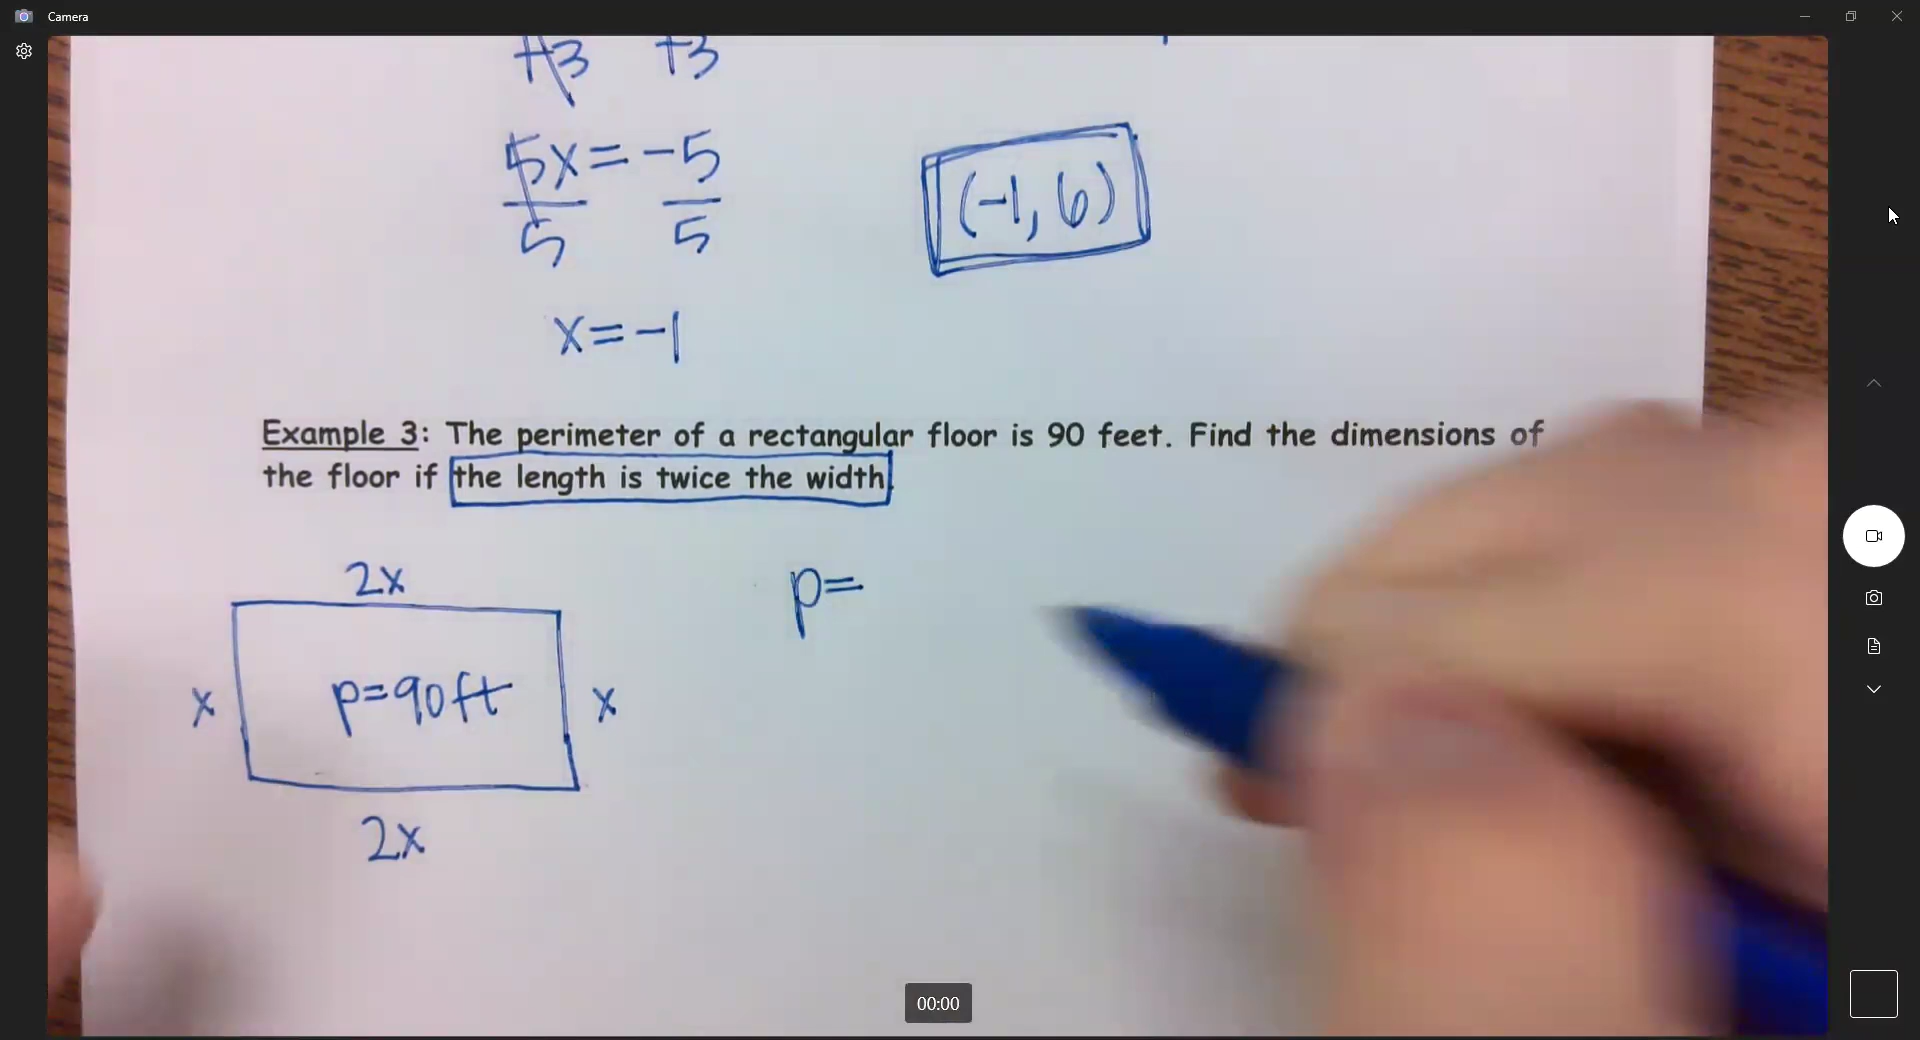 Camera
+3 +3
5x = -5
5 5
(-1, 6)
x = -1
Example 3: The perimeter of a rectangular floor is 90 feet. Find the dimensions of
the floor if the length is twice the width.
2x
p=
x p=90ft x
2x
00:00